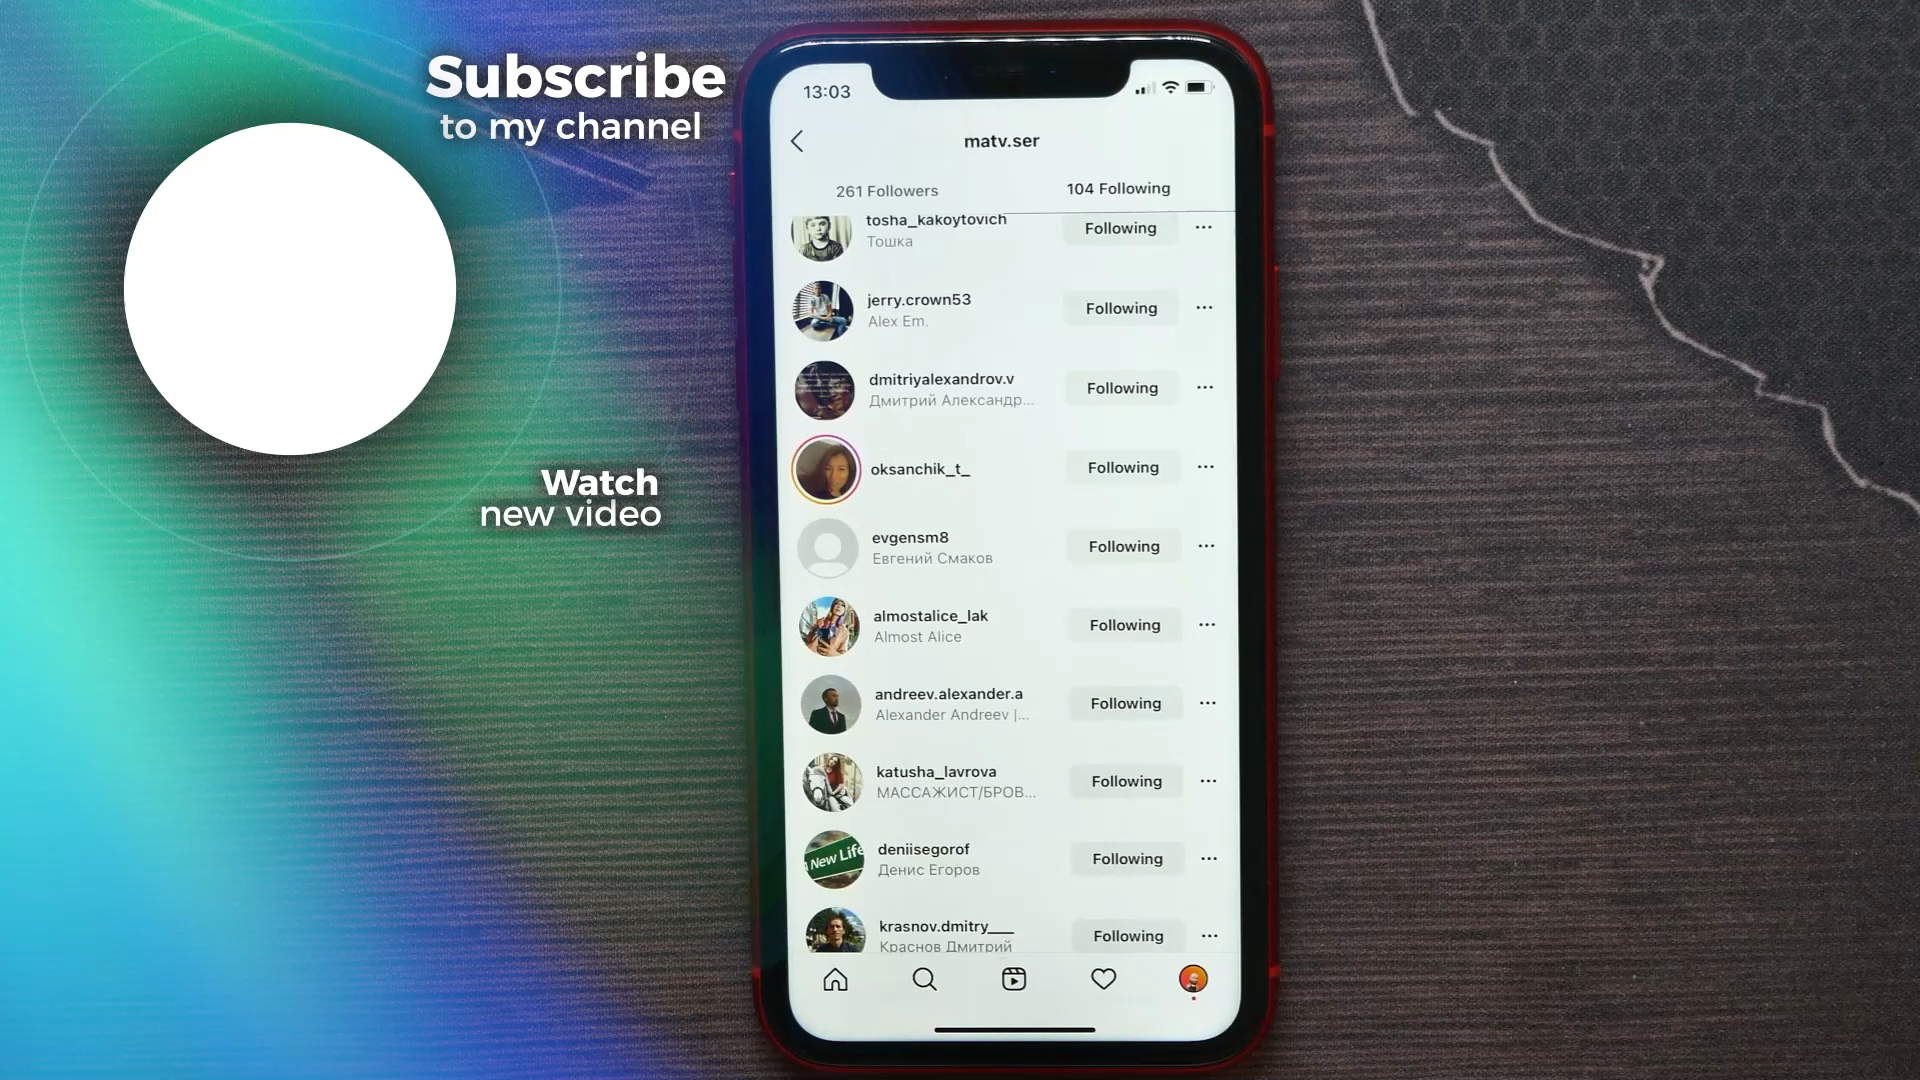 Subscribe
to my channel
Watch
new video
13:03
matv.ser
261 Followers
104 Following
tosha_kakoytovich
Тошка
Following
jerry.crown53
Alex Em.
Following
dmitriyalexandrov.v
Дмитрий Александр...
Following
oksanchik_t_
Following
evgensm8
Евгений Смаков
Following
almostalice_lak
Almost Alice
Following
andreev.alexander.a
Alexander Andreev |...
Following
katusha_lavrova
МАССАЖИСТ/БРОВ...
Following
New Life
deniisegorof
Денис Егоров
Following
krasnov.dmitry___
Краснов Дмитрий
Following